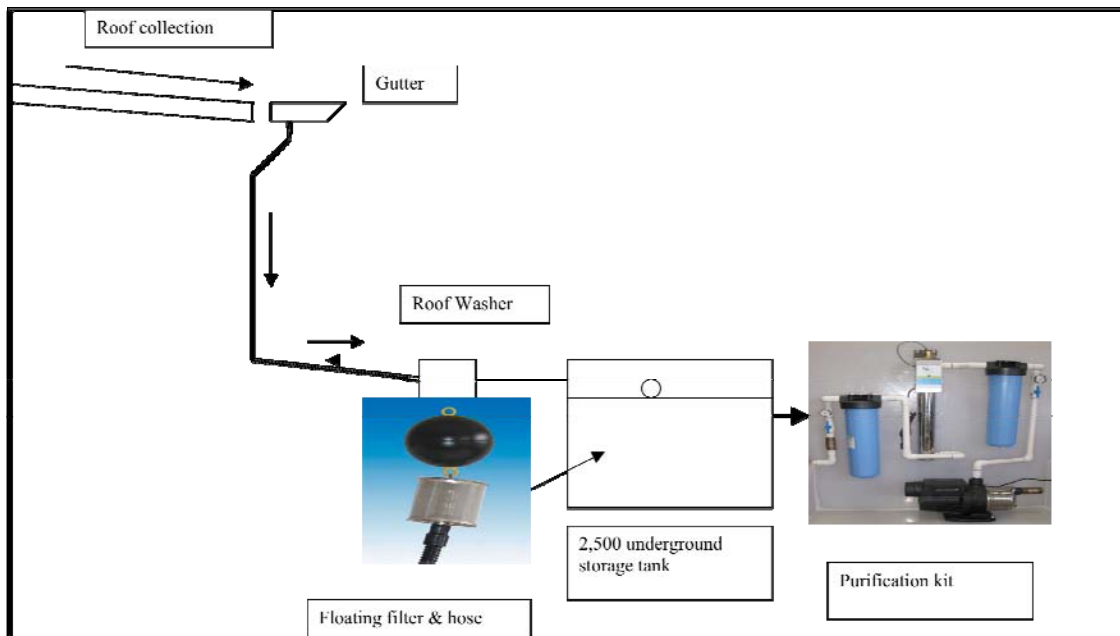 Roof collection
Gutter
Roof Washer
2,500 underground
storage tank
Purification kit
Floating filter & hose